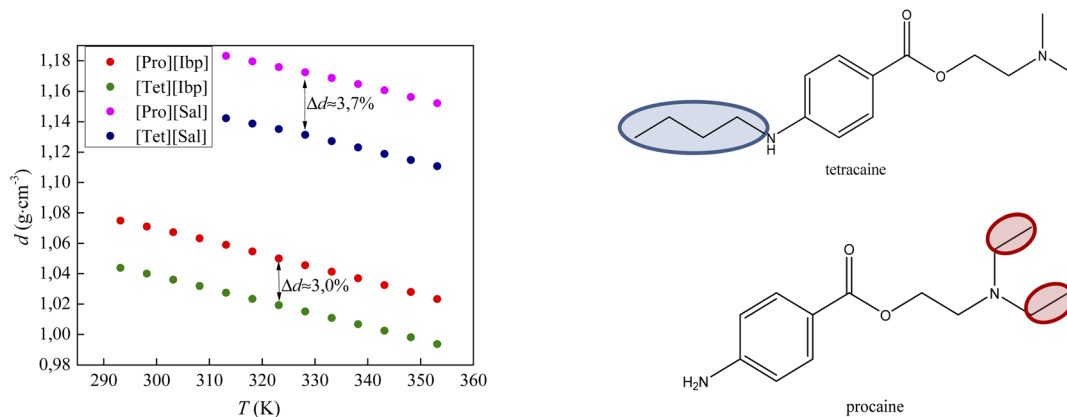 1,18
1,16
1,14
1,12
1,10
1,08
1,06
1,04
1,02
1,00
0,98
d (g·cm⁻³)
[Pro][Ibp]
[Tet][Ibp]
[Pro][Sal]
[Tet][Sal]
Δd≈3,7%
Δd≈3,0%
290 300 310 320 330 340 350 360
T (K)
O
N
O
N
H
tetracaine
O
N
O
H₂N
procaine